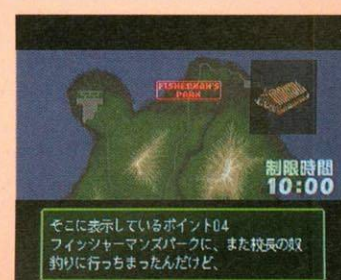 FISHERMAN'S
PARK
制限時間
10:00
そこに表示しているポイント04
フィッシャーマンズパークに、また校長の奴
釣りに行っちまったんだけど、